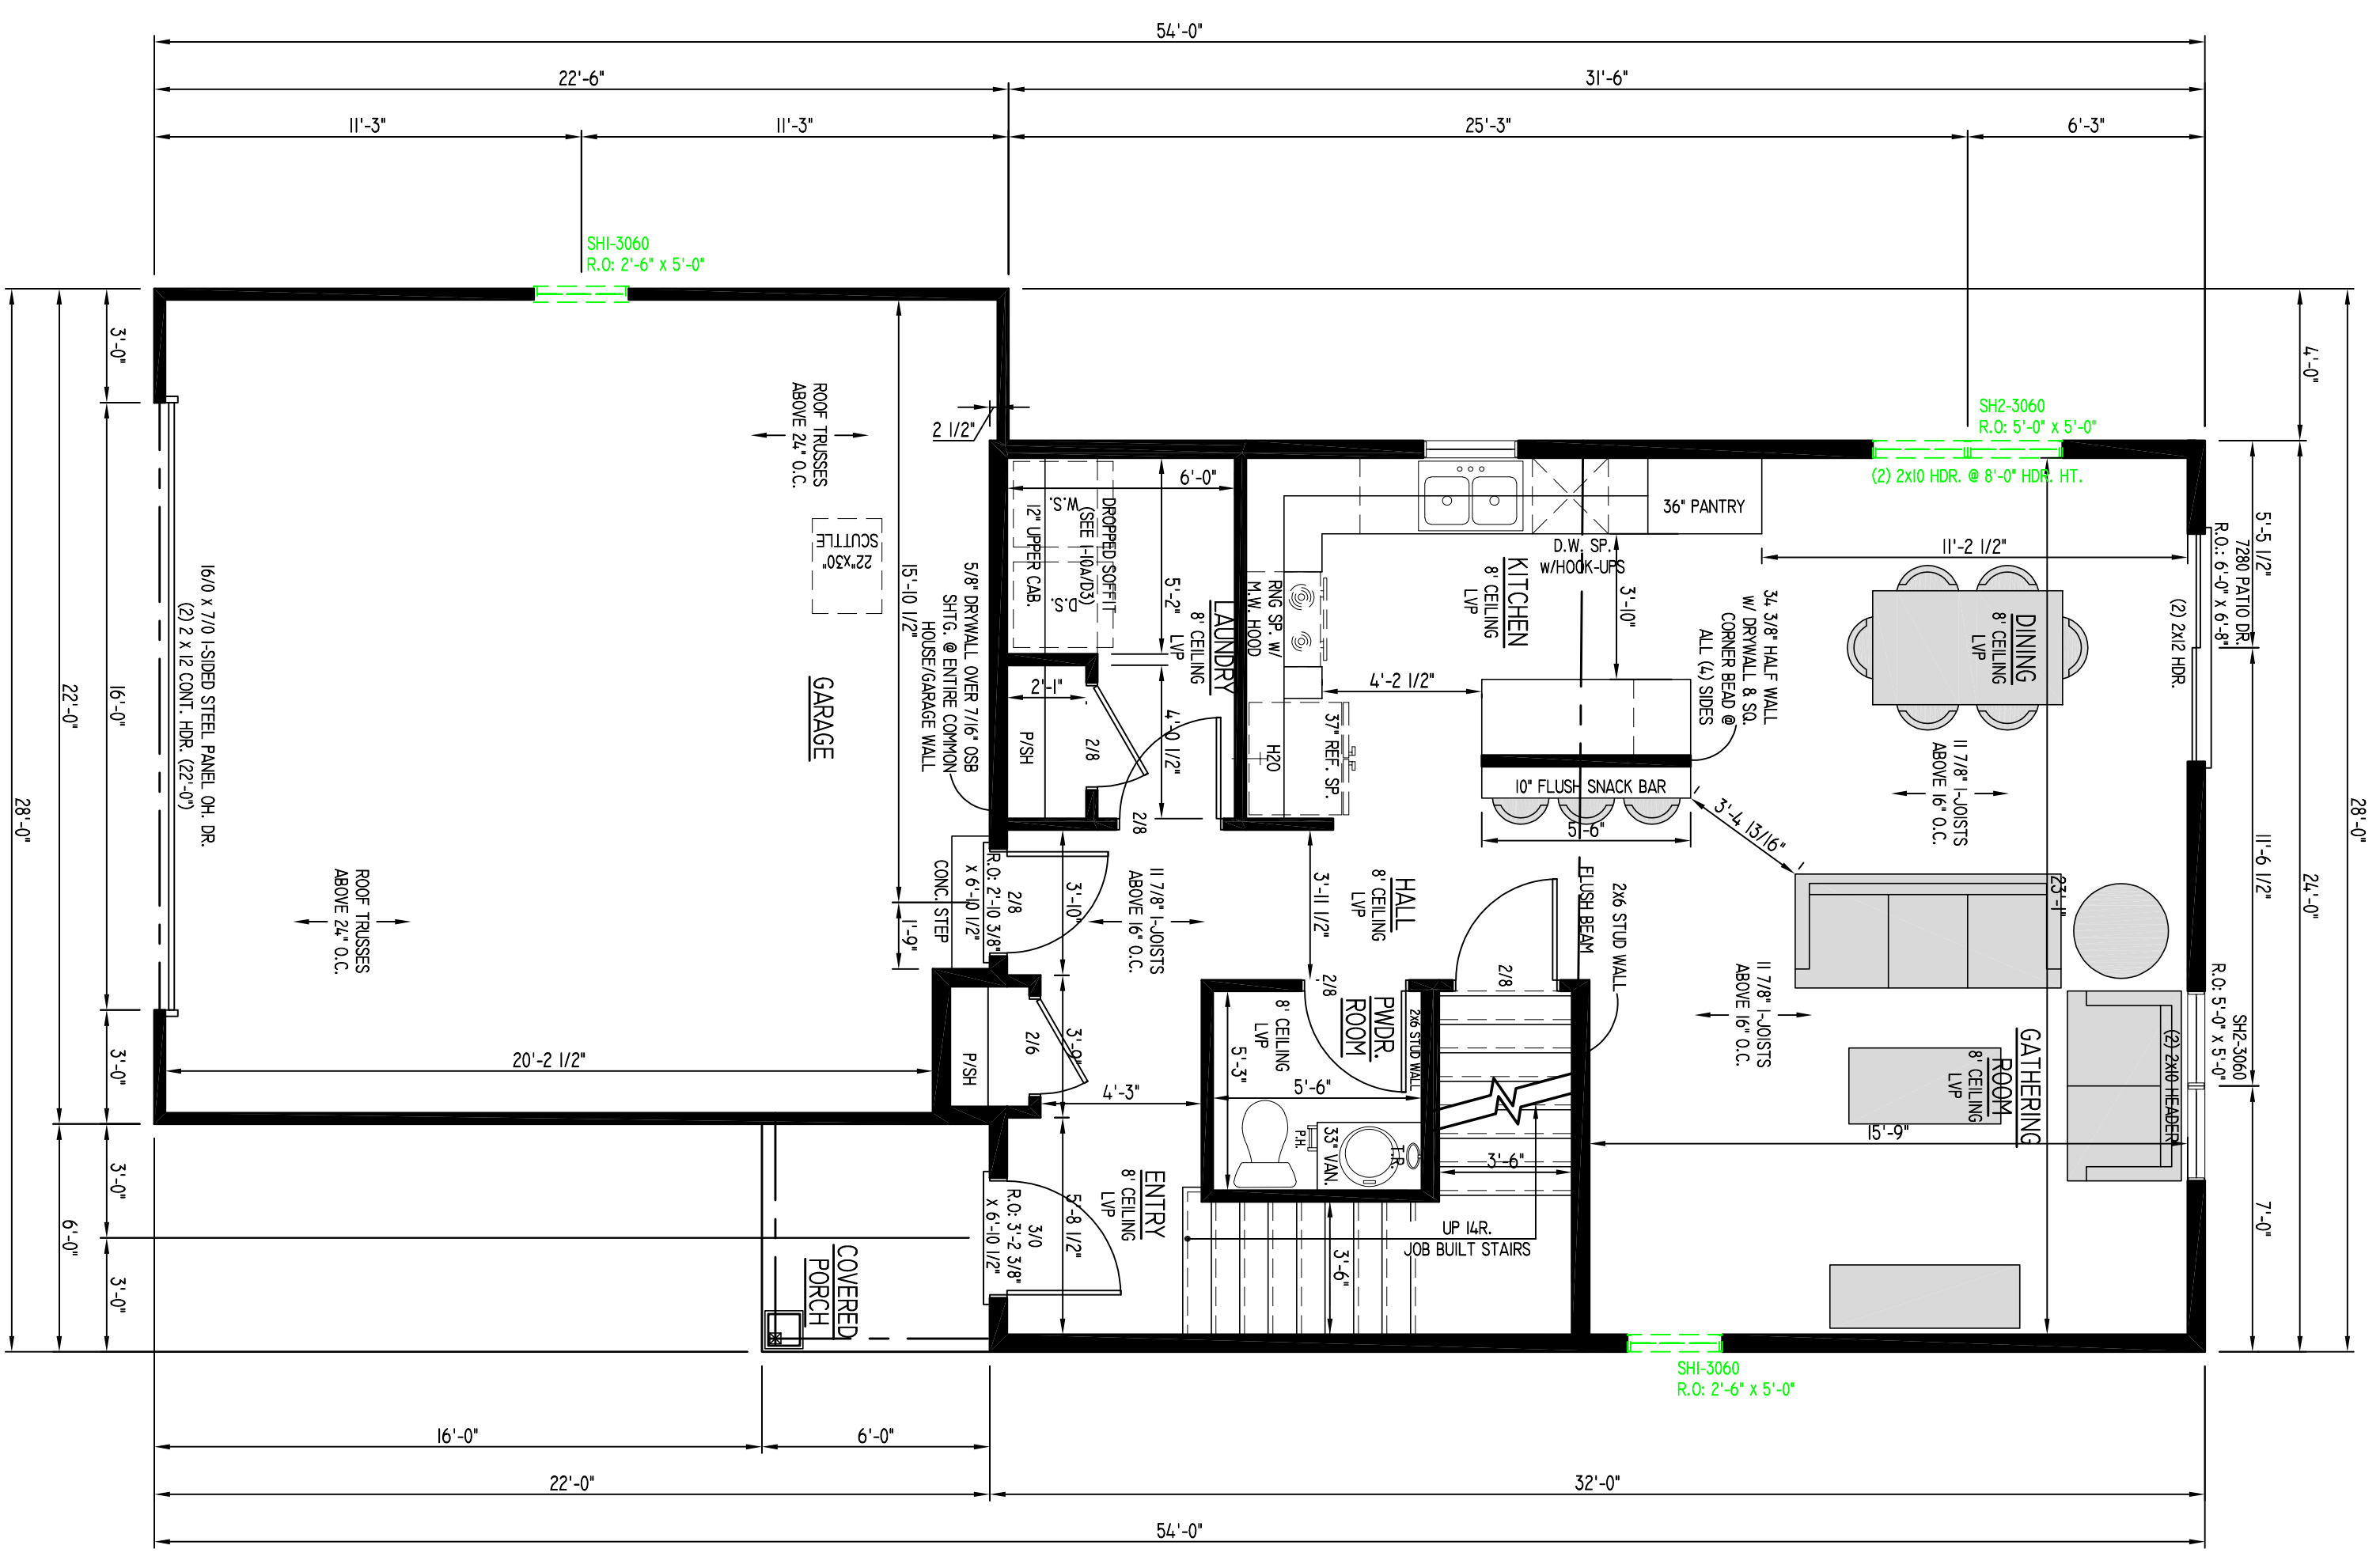 54'-0"
22'-6"
31'-6"
11'-3"
11'-3"
25'-3"
6'-3"
SH1-3060
R.O: 2'-6" X 5'-0"
SH2-3060
R.O: 5'-0" X 5'-0"
(2) 2X10 HDR. @ 8'-0" HDR. HT.
28'-0"
22'-0"
6'-0"
3'-0"
16'-0"
3'-0"
3'-0"
3'-0"
16/0 x 7/0 1-SIDED STEEL PANEL OH. DR.
(2) 2 x 12 CONT. HDR. (22'-0")
ROOF TRUSSES
ABOVE 24" O.C.
22"X30"
SCUTTLE
GARAGE
ROOF TRUSSES
ABOVE 24" O.C.
20'-2 1/2"
15'-10 1/2"
1'-9"
2 1/2"
5/8" DRYWALL OVER 7/16" OSB
SHTG. @ ENTIRE COMMON
HOUSE/GARAGE WALL
CONC. STEP
2/8
R.O: 2'-10 3/8"
x 6'-10 1/2"
6'-0"
W.S.
D.S.
12" UPPER CAB.
DROPPED SOFFIT
(SEE 1-10A/D3)
5'-2"
LAUNDRY
8' CEILING
LVP
2'-1"
P/SH
2/8
4'-0 1/2"
2/8
3'-10"
11 7/8" I-JOISTS
ABOVE 16" O.C.
P/SH
2/6
3'-9"
4'-3"
ENTRY
8' CEILING
LVP
5'-8 1/2"
3/0
R.O: 3'-2 3/8"
x 6'-10 1/2"
COVERED
PORCH
36" PANTRY
D.W. SP.
W/HOOK-UPS
KITCHEN
8' CEILING
LVP
3'-10"
RNG SP. W/
M.W. HOOD
4'-2 1/2"
37" REF. SP.
H2O
34 3/8" HALF WALL
W/ DRYWALL & SQ.
CORNER BEAD @
ALL (4) SIDES
10" FLUSH SNACK BAR
5'-6"
3'-4 13/16"
HALL
8' CEILING
LVP
3'-11 1/2"
FLUSH BEAM
2X6 STUD WALL
2/8
2/8
PWDR.
ROOM
8' CEILING
LVP
2x6 STUD WALL
5'-3"
5'-6"
P.H.
33" VAN.
T.R.
3'-6"
UP 14R.
JOB BUILT STAIRS
3'-6"
11'-2 1/2"
DINING
8' CEILING
LVP
11 7/8" I-JOISTS
ABOVE 16" O.C.
23'-1"
11 7/8" I-JOISTS
ABOVE 16" O.C.
GATHERING
ROOM
8' CEILING
LVP
15'-9"
(2) 2X12 HDR.
7280 PATIO DR.
R.O.: 6'-0" X 6'-8"
SH2-3060
R.O: 5'-0" X 5'-0"
(2) 2X10 HEADER
5'-5 1/2"
11'-6 1/2"
7'-0"
4'-0"
24'-0"
28'-0"
SH1-3060
R.O: 2'-6" X 5'-0"
16'-0"
6'-0"
22'-0"
32'-0"
54'-0"